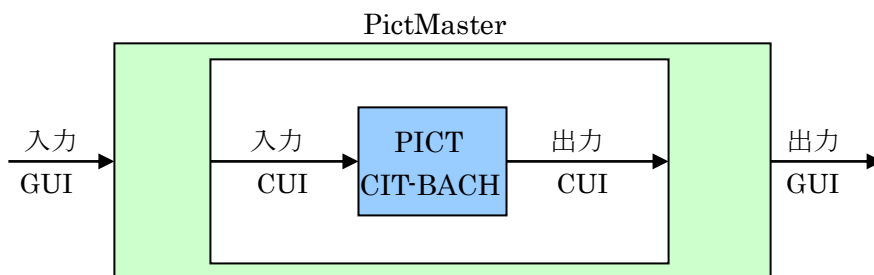 PictMaster
入力 入力 PICT 出力 出力
GUI CUI CIT-BACH CUI GUI